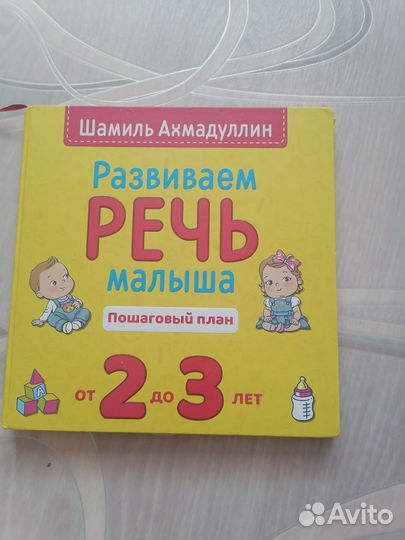 Шамиль Ахмадуллин
Развиваем
РЕЧЬ
малыша
Пошаговый план
от 2 до 3 лет
А
Avito